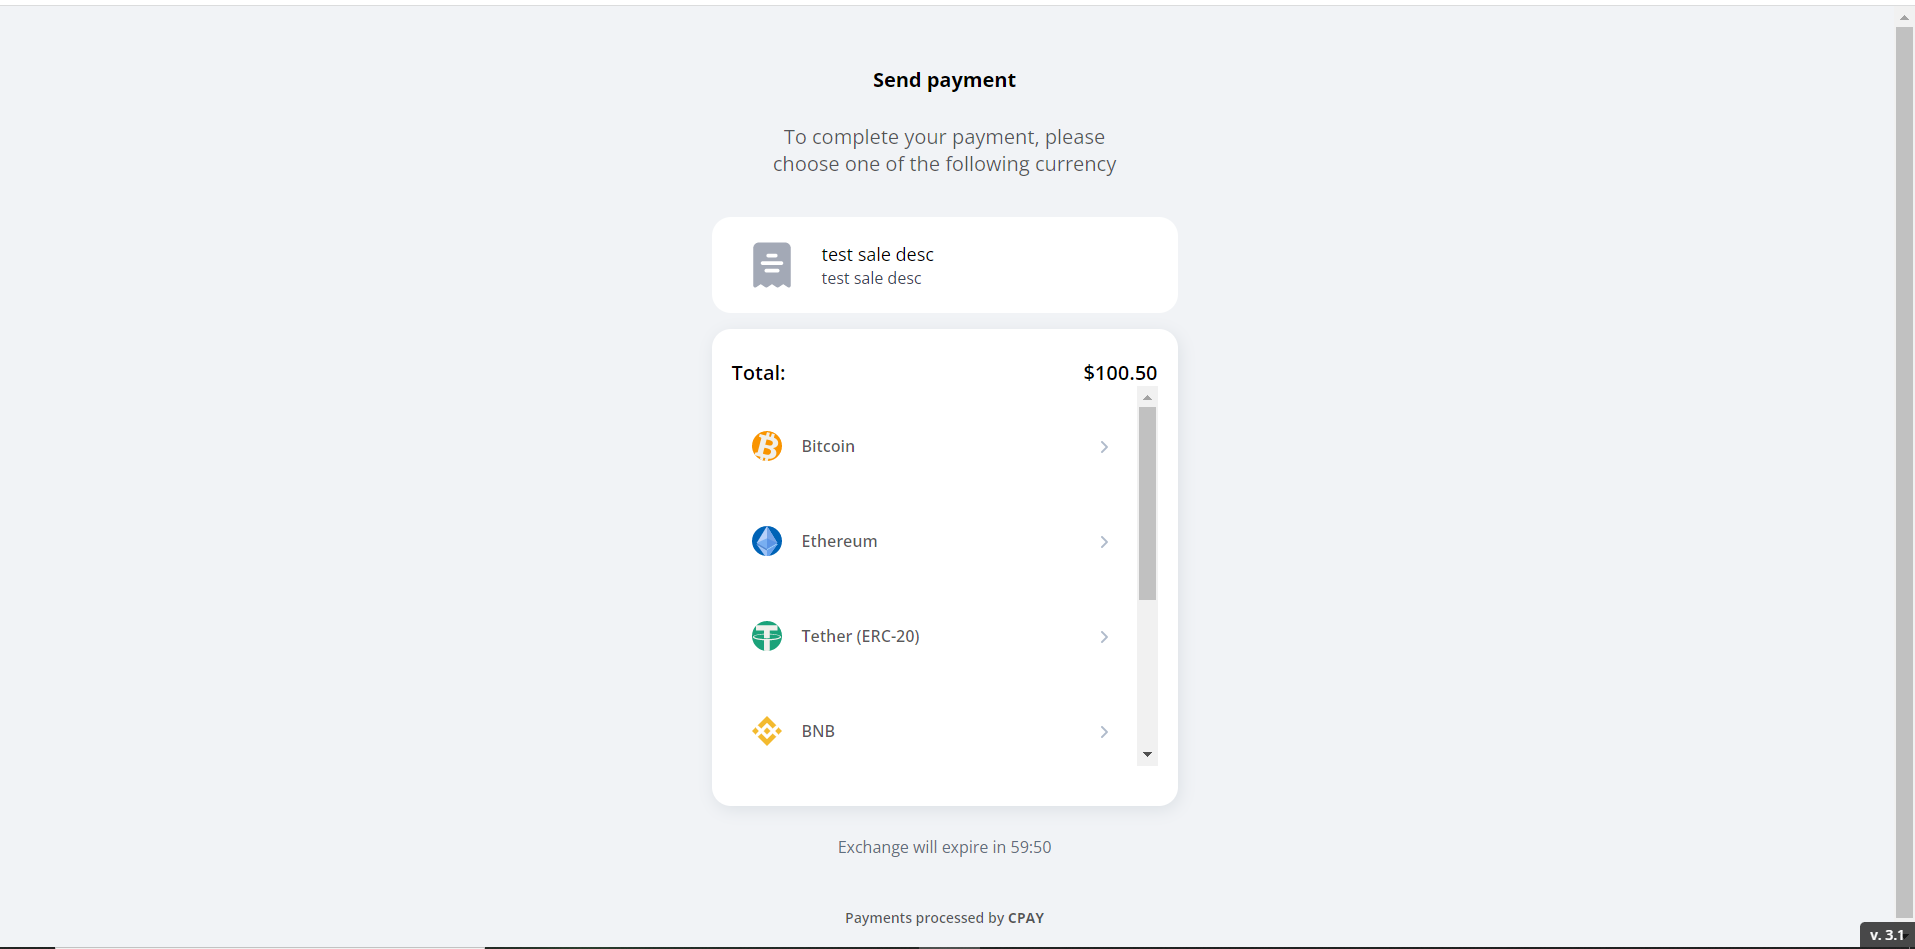 Send payment
To complete your payment, please
choose one of the following currency
test sale desc
test sale desc
Total: $100.50
Bitcoin
Ethereum
Tether (ERC-20)
BNB
Exchange will expire in 59:50
Payments processed by CPAY
v. 3.1